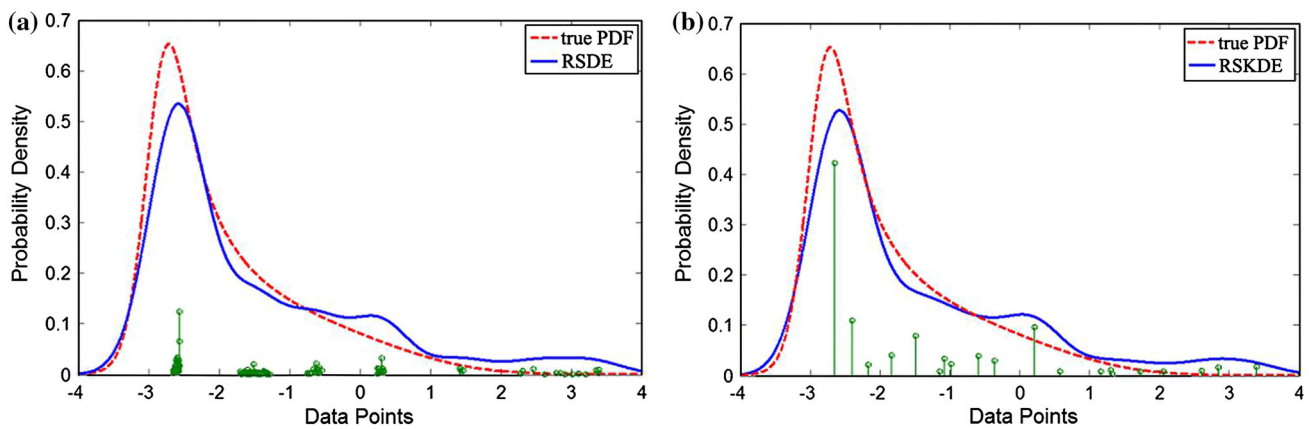 (a)
0.7
0.6
0.5
0.4
0.3
0.2
0.1
0
Probability Density
true PDF
RSDE
-4 -3 -2 -1 0 1 2 3 4
Data Points
(b)
0.7
0.6
0.5
0.4
0.3
0.2
0.1
0
Probability Density
true PDF
RSKDE
-4 -3 -2 -1 0 1 2 3 4
Data Points